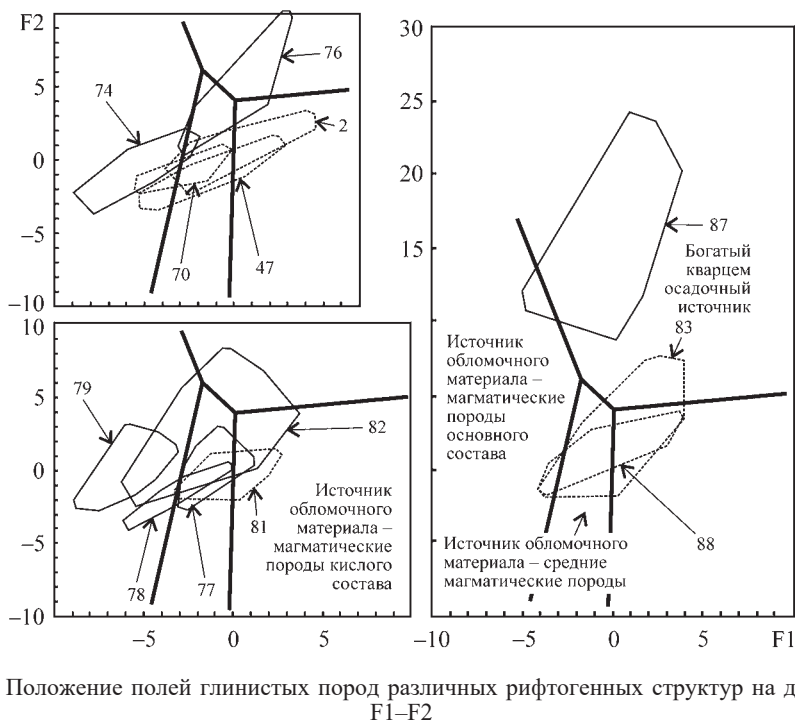 F2
5
0
−5
−10
74
76
2
70
47
10
5
0
−5
−10
79
82
81
78
77
Источник
обломочного
материала –
магматические
породы кислого
состава
−5
0
5
30
25
20
15
87
Богатый
кварцем
осадочный
источник
83
Источник
обломочного
материала –
магматические
породы
основного
состава
88
Источник обломочного
материала – средние
магматические породы
−10
−5
0
5
F1
Положение полей глинистых пород различных рифтогенных структур на д
F1–F2